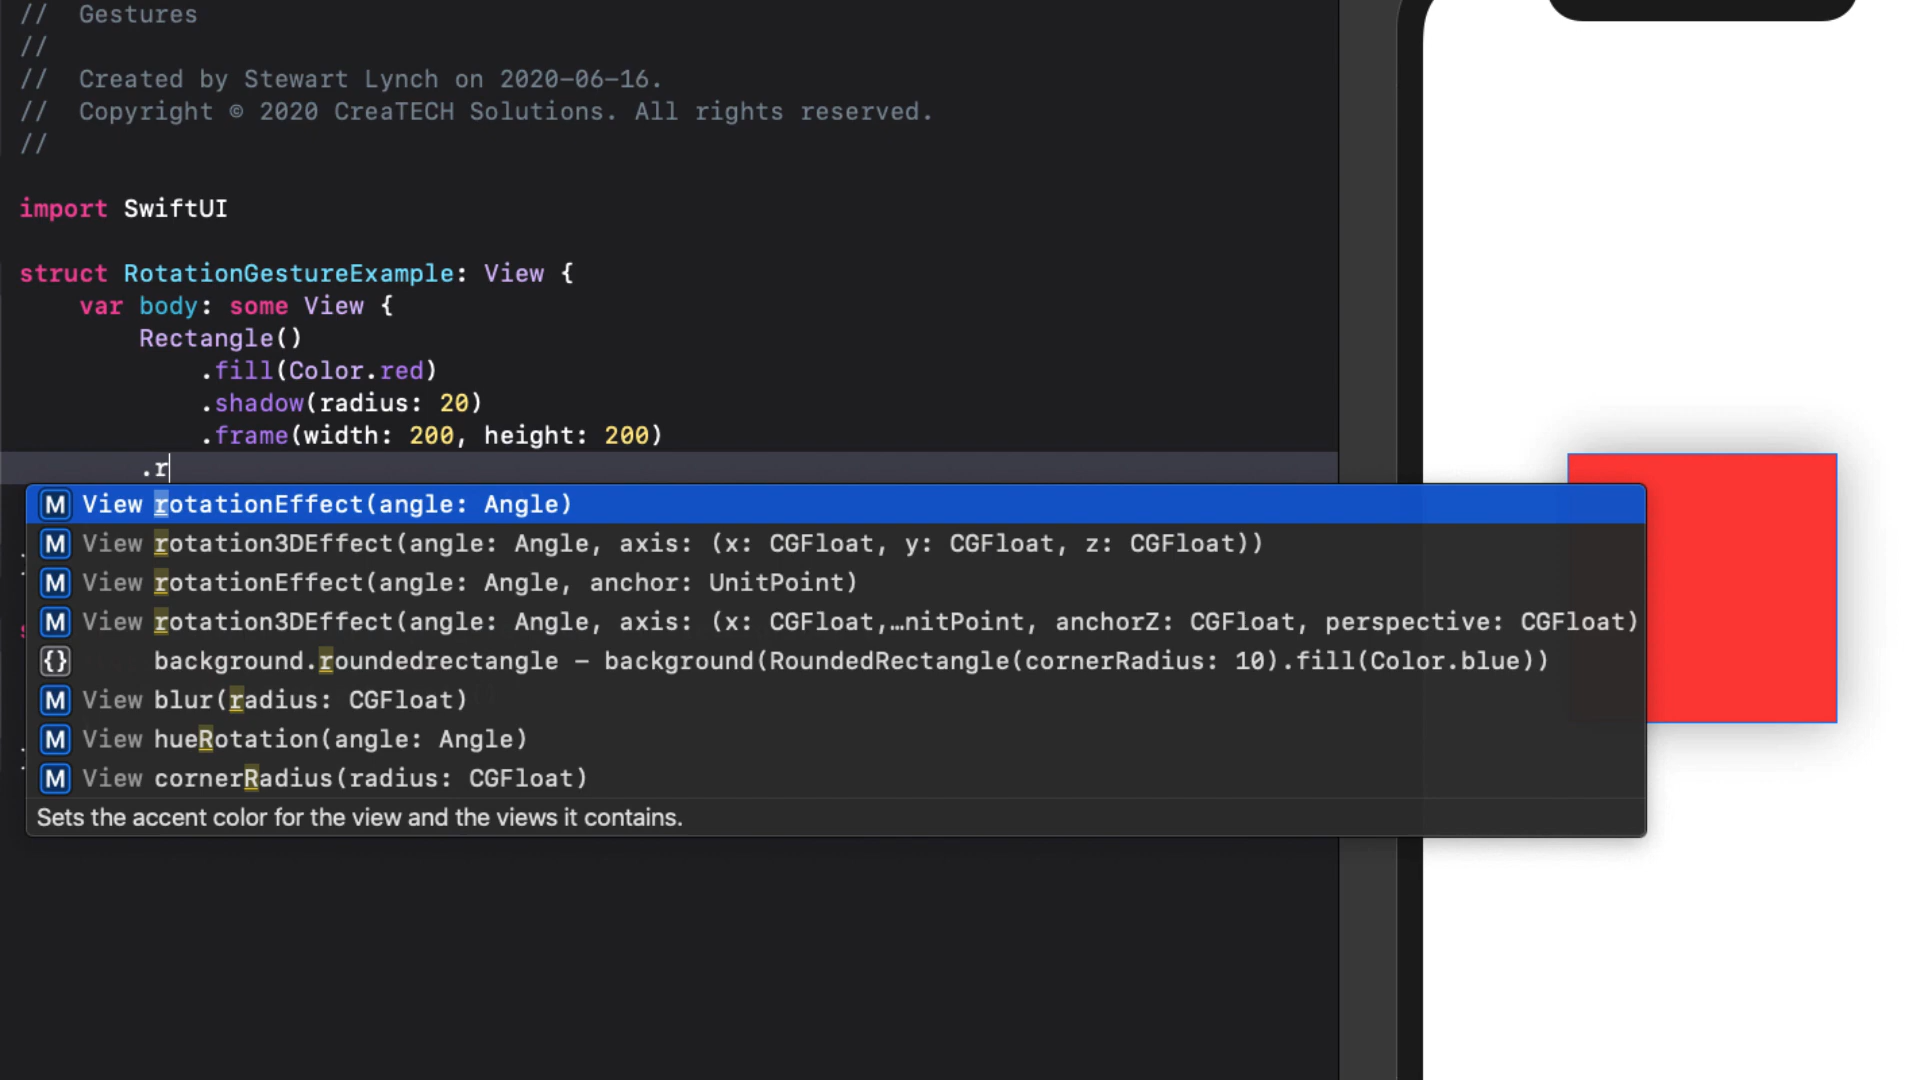 //  Gestures
//
//  Created by Stewart Lynch on 2020-06-16.
//  Copyright © 2020 CreaTECH Solutions. All rights reserved.
//
import SwiftUI
struct RotationGestureExample: View {
var body: some View {
Rectangle()
.fill(Color.red)
.shadow(radius: 20)
.frame(width: 200, height: 200)
.r
M View rotationEffect(angle: Angle)
M View rotation3DEffect(angle: Angle, axis: (x: CGFloat, y: CGFloat, z: CGFloat))
M View rotationEffect(angle: Angle, anchor: UnitPoint)
M View rotation3DEffect(angle: Angle, axis: (x: CGFloat,…nitPoint, anchorZ: CGFloat, perspective: CGFloat)
{} background.roundedrectangle – background(RoundedRectangle(cornerRadius: 10).fill(Color.blue))
M View blur(radius: CGFloat)
M View hueRotation(angle: Angle)
M View cornerRadius(radius: CGFloat)
Sets the accent color for the view and the views it contains.